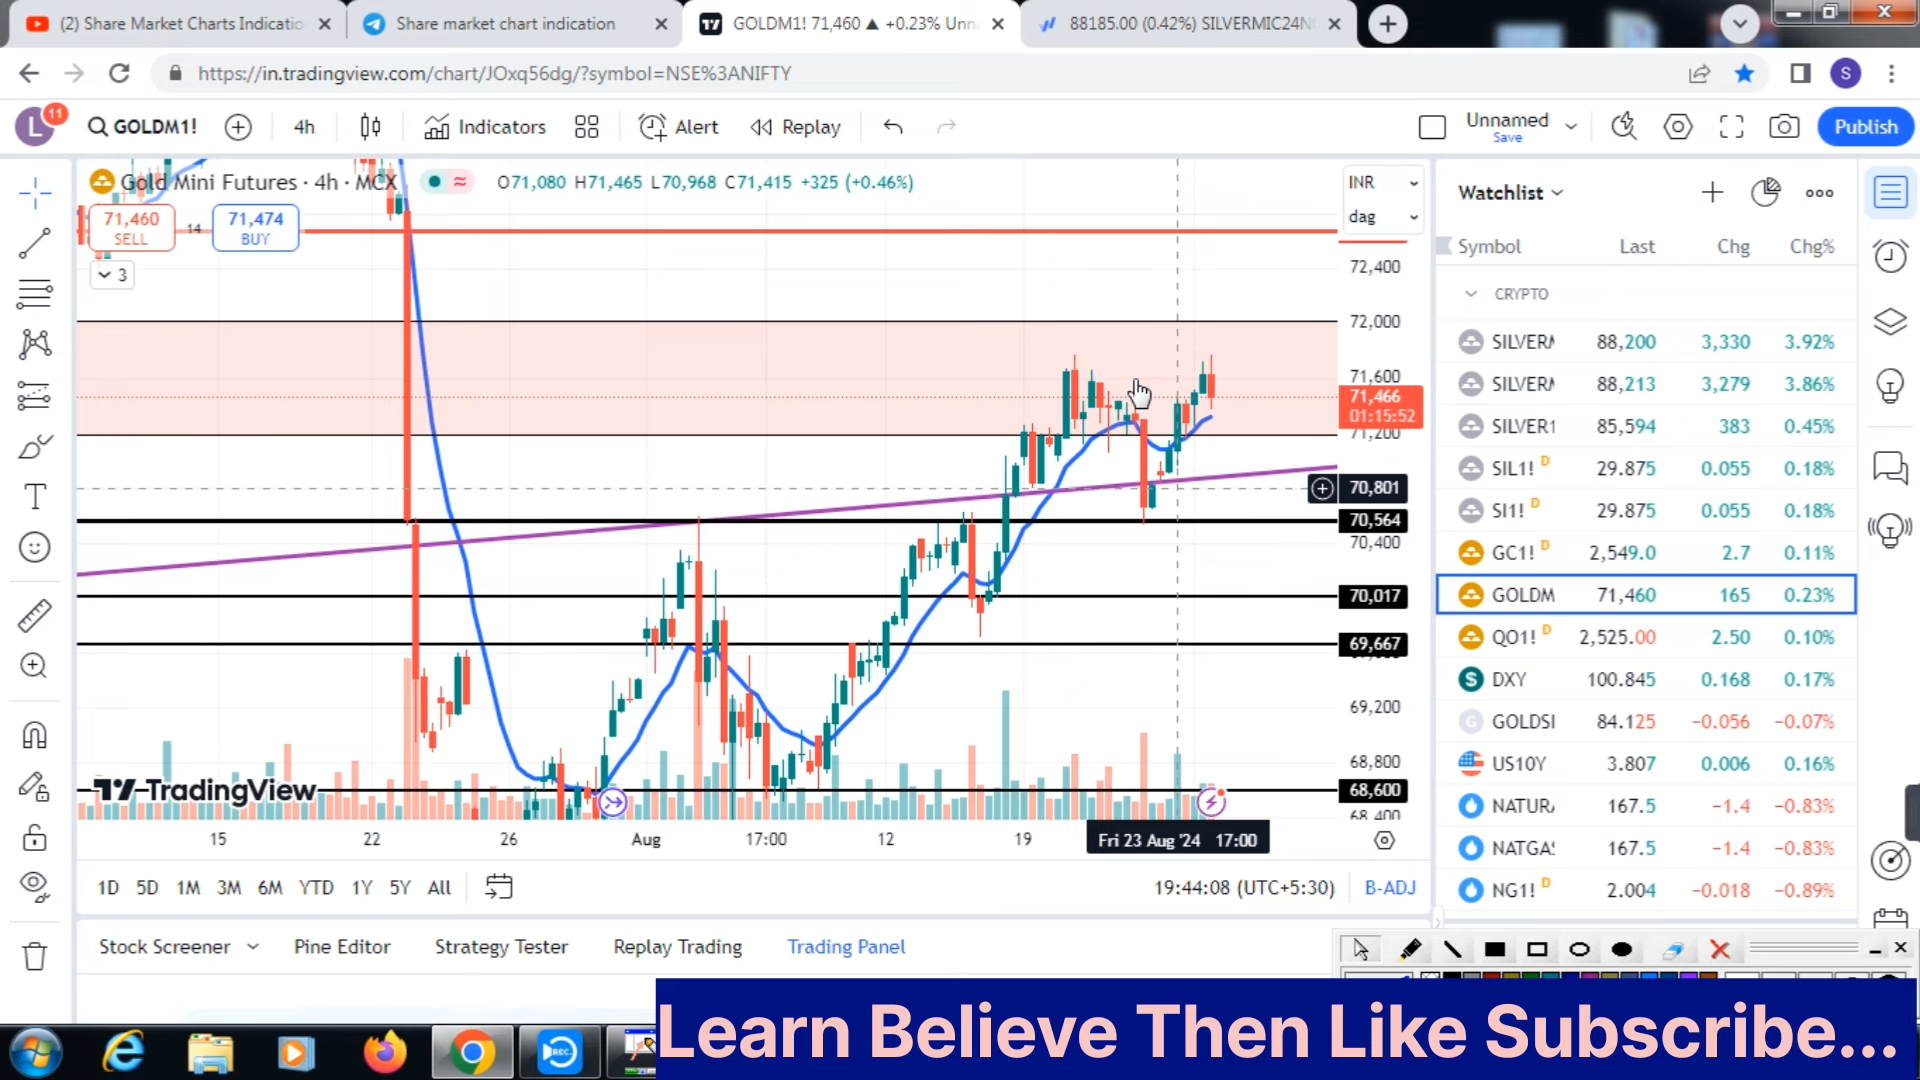 (2) Share Market Charts Indicatio
Share market chart indication
GOLDM1! 71,460 ▲ +0.23% Unn
88185.00 (0.42%) SILVERMIC24N
https://in.tradingview.com/chart/JOxq56dg/?symbol=NSE%3ANIFTY
S
L
11
GOLDM1!
4h
Indicators
Alert
Replay
Unnamed
Save
Publish
Gold Mini Futures · 4h · MCX
O71,080 H71,465 L70,968 C71,415 +325 (+0.46%)
71,460
SELL
14
71,474
BUY
3
INR
dag
72,400
72,000
71,600
71,466
01:15:52
71,200
70,801
70,564
70,400
70,017
69,667
69,200
68,800
68,600
68,400
TradingView
15
22
26
Aug
17:00
12
19
Fri 23 Aug '24 17:00
1D 5D 1M 3M 6M YTD 1Y 5Y All
19:44:08 (UTC+5:30)
B-ADJ
Stock Screener
Pine Editor
Strategy Tester
Replay Trading
Trading Panel
Watchlist
Symbol Last Chg Chg%
CRYPTO
SILVERM 88,200 3,330 3.92%
SILVERM 88,213 3,279 3.86%
SILVER1 85,594 383 0.45%
SIL1! D 29.875 0.055 0.18%
SI1! D 29.875 0.055 0.18%
GC1! D 2,549.0 2.7 0.11%
GOLDM 71,460 165 0.23%
QO1! D 2,525.00 2.50 0.10%
DXY 100.845 0.168 0.17%
GOLDSI 84.125 −0.056 −0.07%
US10Y 3.807 0.006 0.16%
NATURA 167.5 −1.4 −0.83%
NATGAS 167.5 −1.4 −0.83%
NG1! D 2.004 −0.018 −0.89%
REC
Learn Believe Then Like Subscribe...